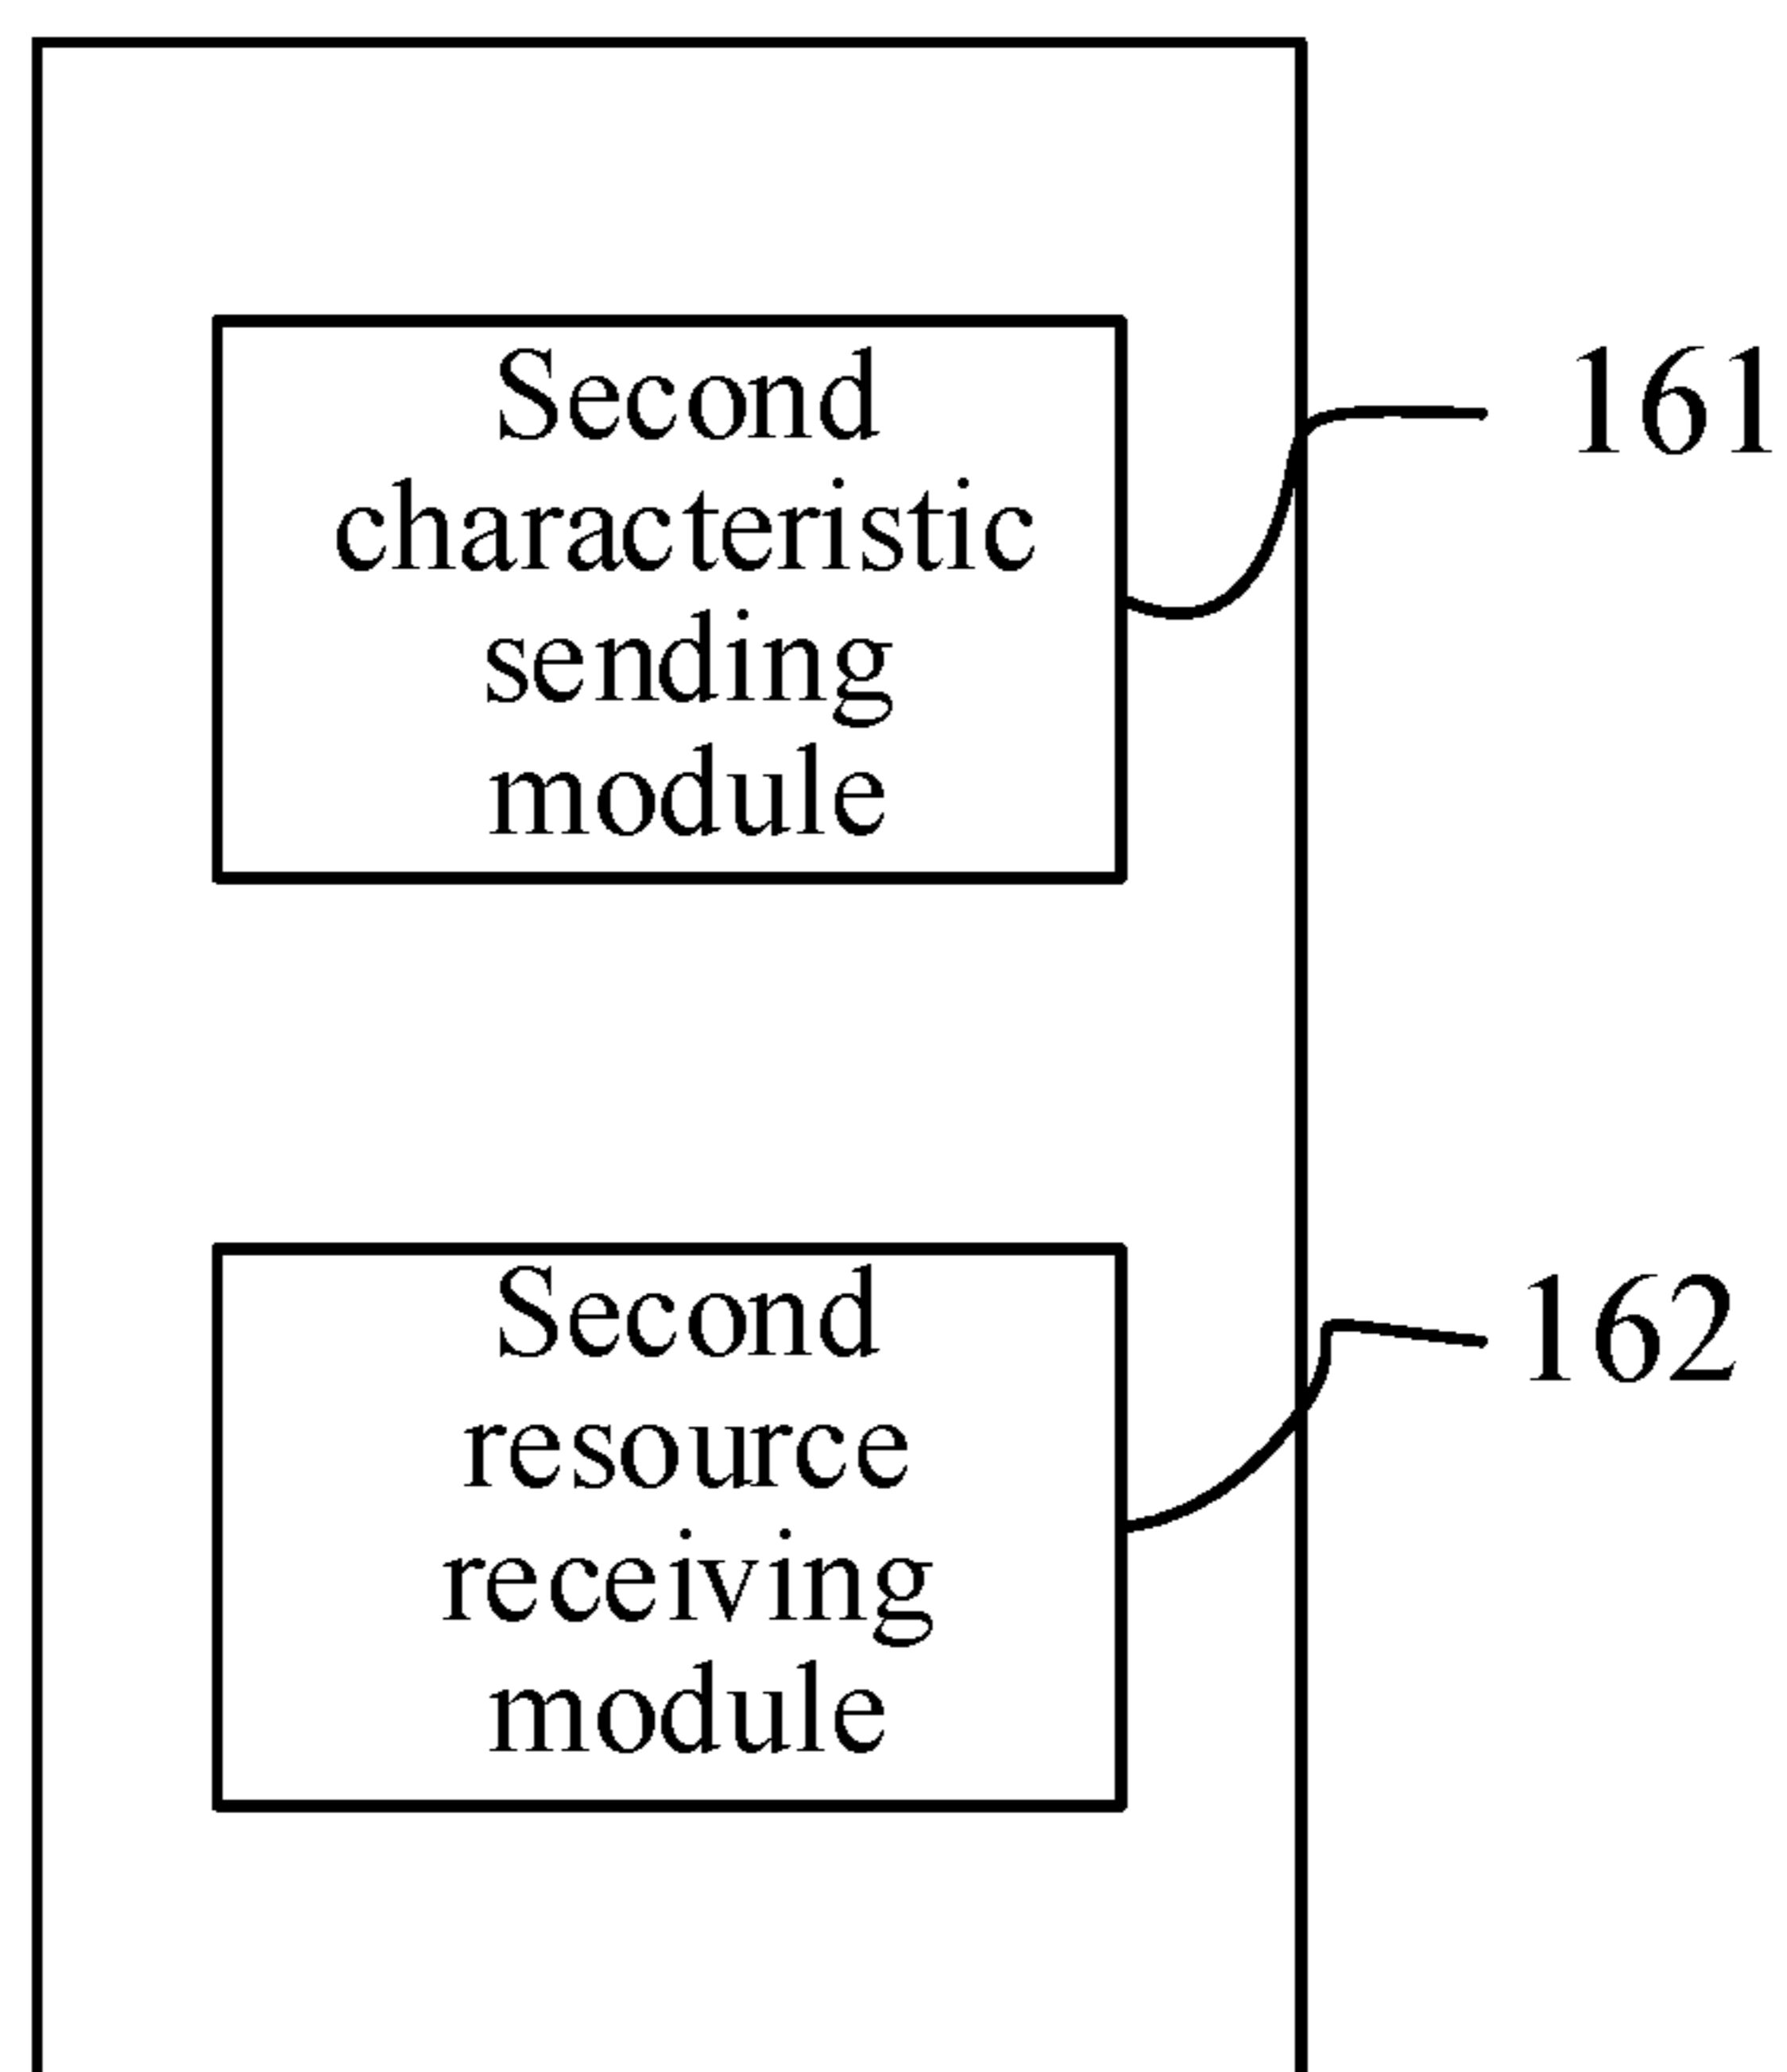 Second
characteristic
sending
module
161
Second
resource
receiving
module
162